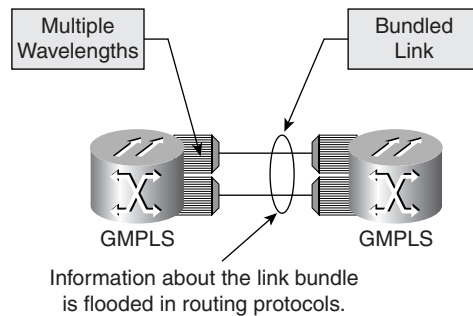 Multiple
Wavelengths
Bundled
Link
GMPLS
GMPLS
Information about the link bundle
is flooded in routing protocols.